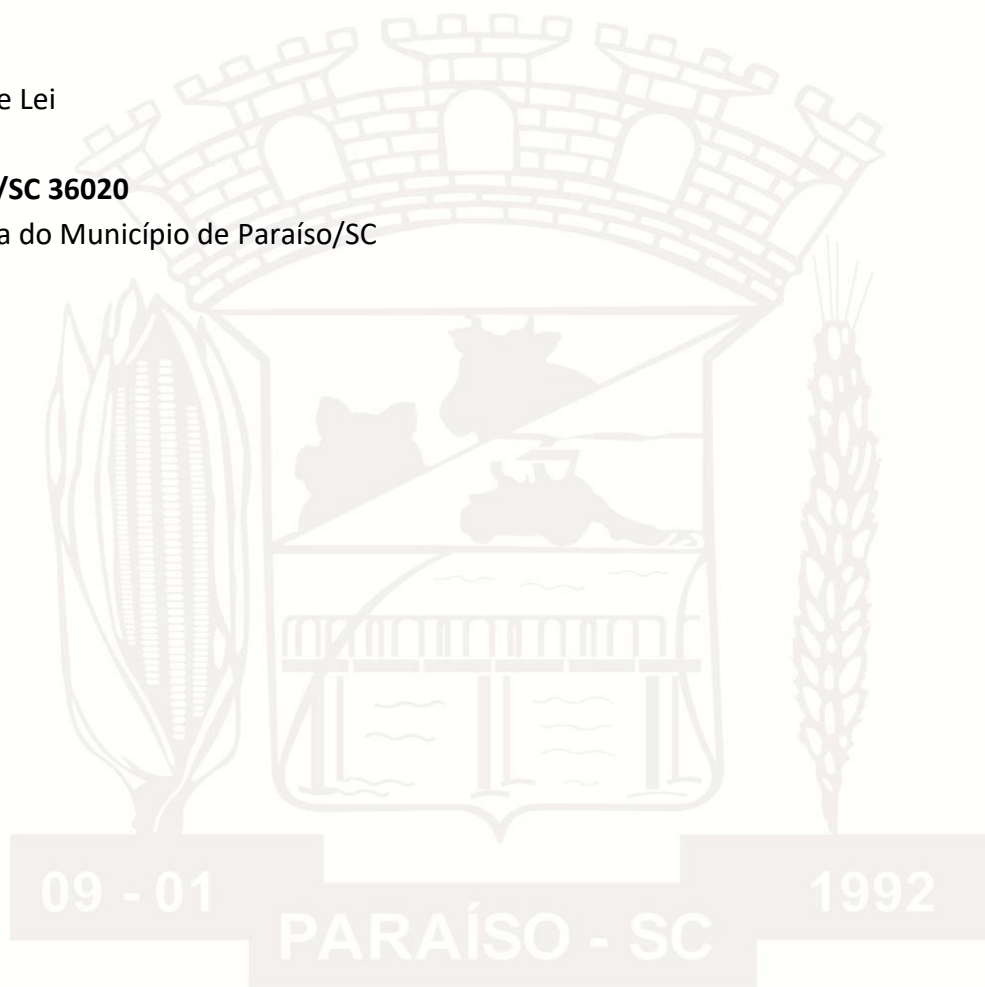 e Lei
/SC 36020
a do Município de Paraíso/SC
09 - 01
1992
PARAÍSO - SC